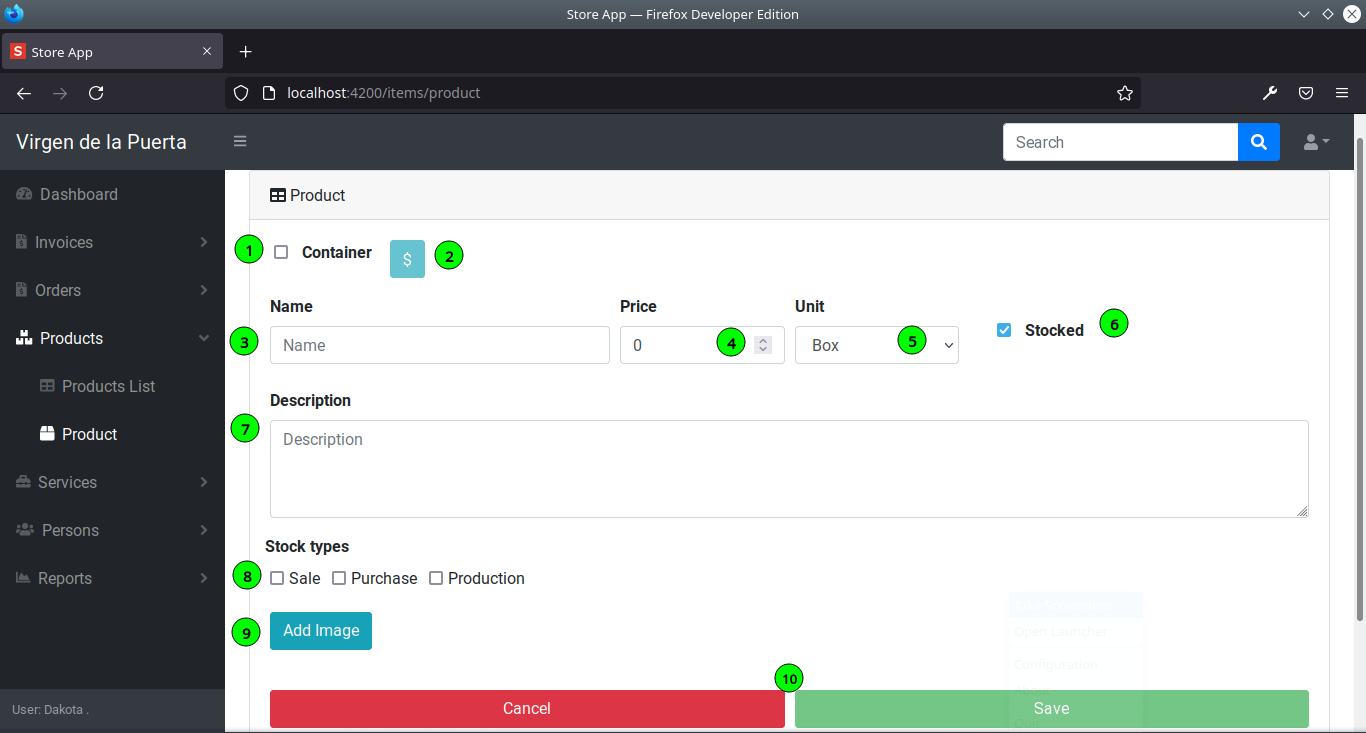 Store App — Firefox Developer Edition
S Store App
localhost:4200/items/product
Virgen de la Puerta
Search
Dashboard
Invoices
Orders
Products
Products List
Product
Services
Persons
Reports
User: Dakota .
Product
1 Container $ 2
Name Price Unit
3 Name 0 4 Box 5 Stocked 6
Description
7 Description
Stock types
8 Sale Purchase Production
9 Add Image
Open Launcher
Configuration
10
Cancel Save